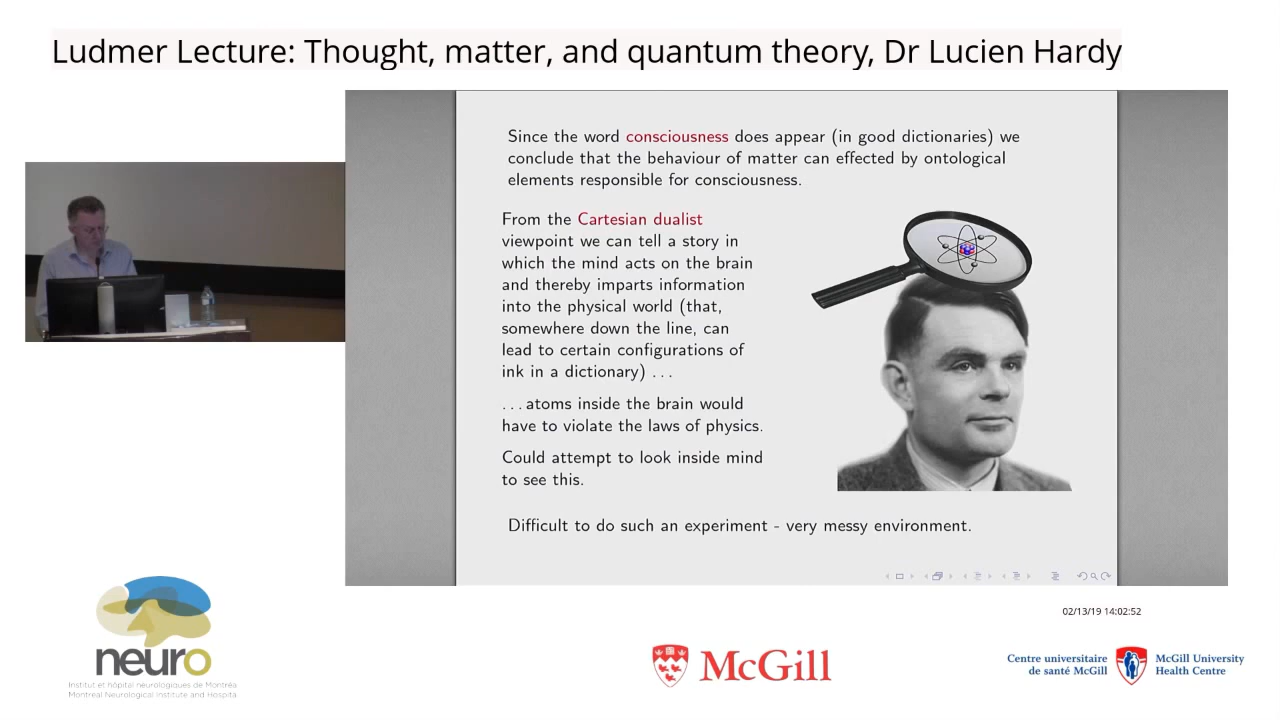 Ludmer Lecture: Thought, matter, and quantum theory, Dr Lucien Hardy
Since the word consciousness does appear (in good dictionaries) we
conclude that the behaviour of matter can effected by ontological
elements responsible for consciousness.
From the Cartesian dualist
viewpoint we can tell a story in
which the mind acts on the brain
and thereby imparts information
into the physical world (that,
somewhere down the line, can
lead to certain configurations of
ink in a dictionary) ...
...atoms inside the brain would
have to violate the laws of physics.
Could attempt to look inside mind
to see this.
Difficult to do such an experiment - very messy environment.
02/13/19 14:02:52
neuro
Institut et hôpital neurologiques de Montréal
Montreal Neurological Institute and Hospital
McGill
Centre universitaire
de santé McGill
McGill University
Health Centre